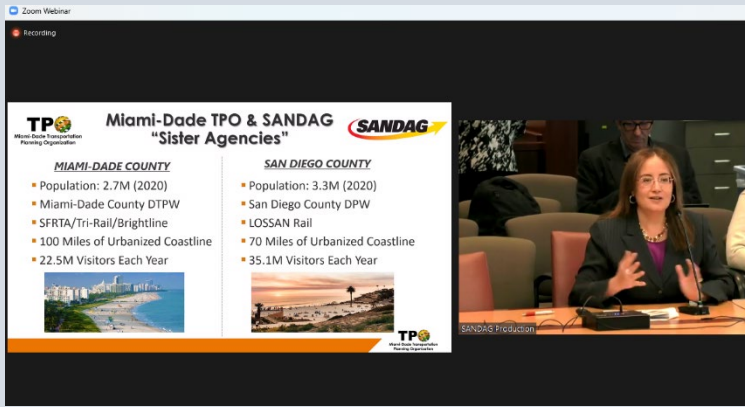 Zoom Webinar
Recording
TPO
Miami-Dade Transportation
Planning Organization
Miami-Dade TPO & SANDAG
“Sister Agencies”
SANDAG
MIAMI-DADE COUNTY
▪ Population: 2.7M (2020)
▪ Miami-Dade County DTPW
▪ SFRTA/Tri-Rail/Brightline
▪ 100 Miles of Urbanized Coastline
▪ 22.5M Visitors Each Year
SAN DIEGO COUNTY
▪ Population: 3.3M (2020)
▪ San Diego County DPW
▪ LOSSAN Rail
▪ 70 Miles of Urbanized Coastline
▪ 35.1M Visitors Each Year
TPO
Miami-Dade Transportation
Planning Organization
SANDAG Production